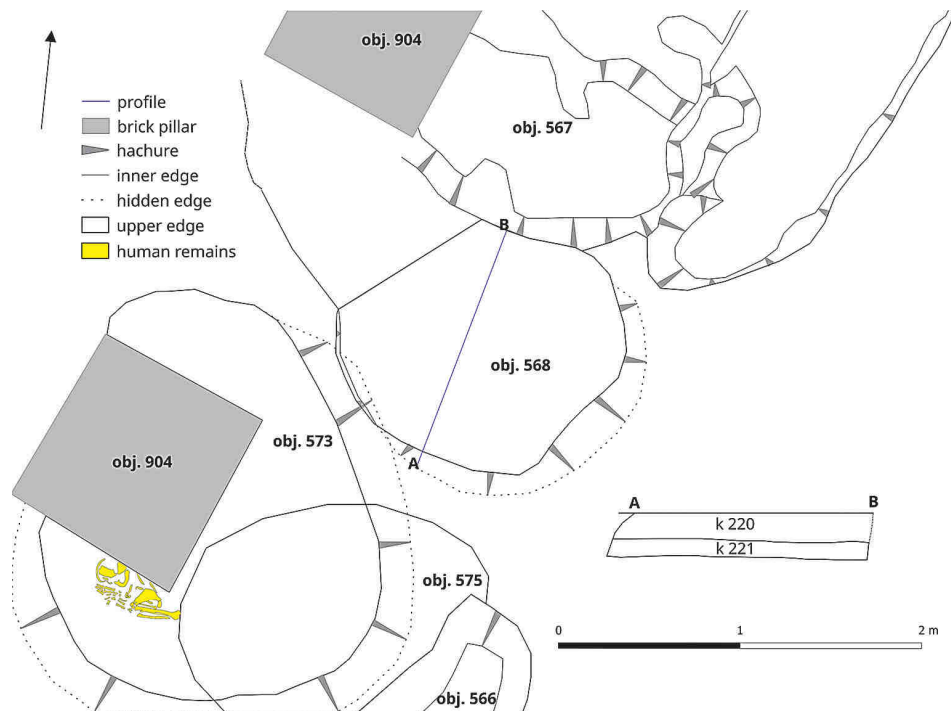 obj. 904
profile
brick pillar
hachure
inner edge
hidden edge
upper edge
human remains
obj. 567
B
obj. 568
obj. 573
obj. 904
A
A
B
k 220
k 221
obj. 575
0
1
2 m
obj. 566